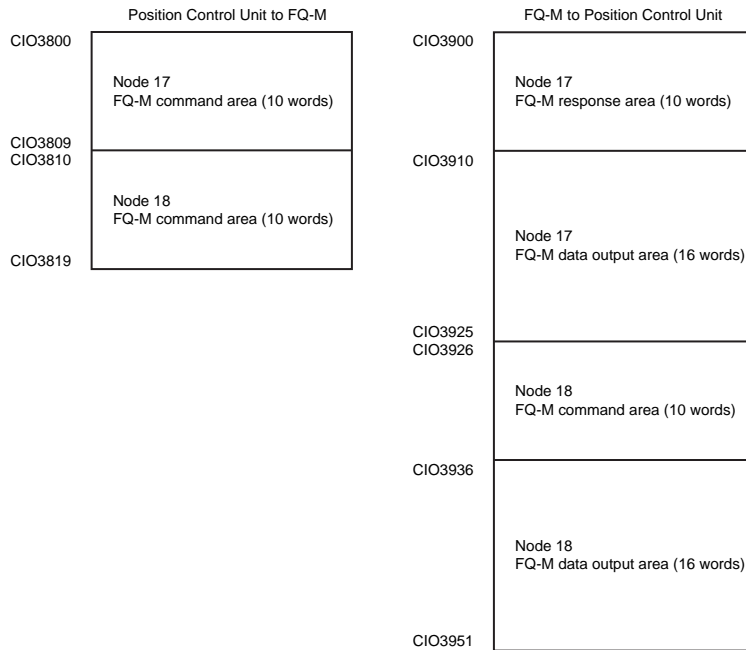 Position Control Unit to FQ-M
CIO3800
Node 17
FQ-M command area (10 words)
CIO3809
CIO3810
Node 18
FQ-M command area (10 words)
CIO3819
FQ-M to Position Control Unit
CIO3900
Node 17
FQ-M response area (10 words)
CIO3910
Node 17
FQ-M data output area (16 words)
CIO3925
CIO3926
Node 18
FQ-M command area (10 words)
CIO3936
Node 18
FQ-M data output area (16 words)
CIO3951